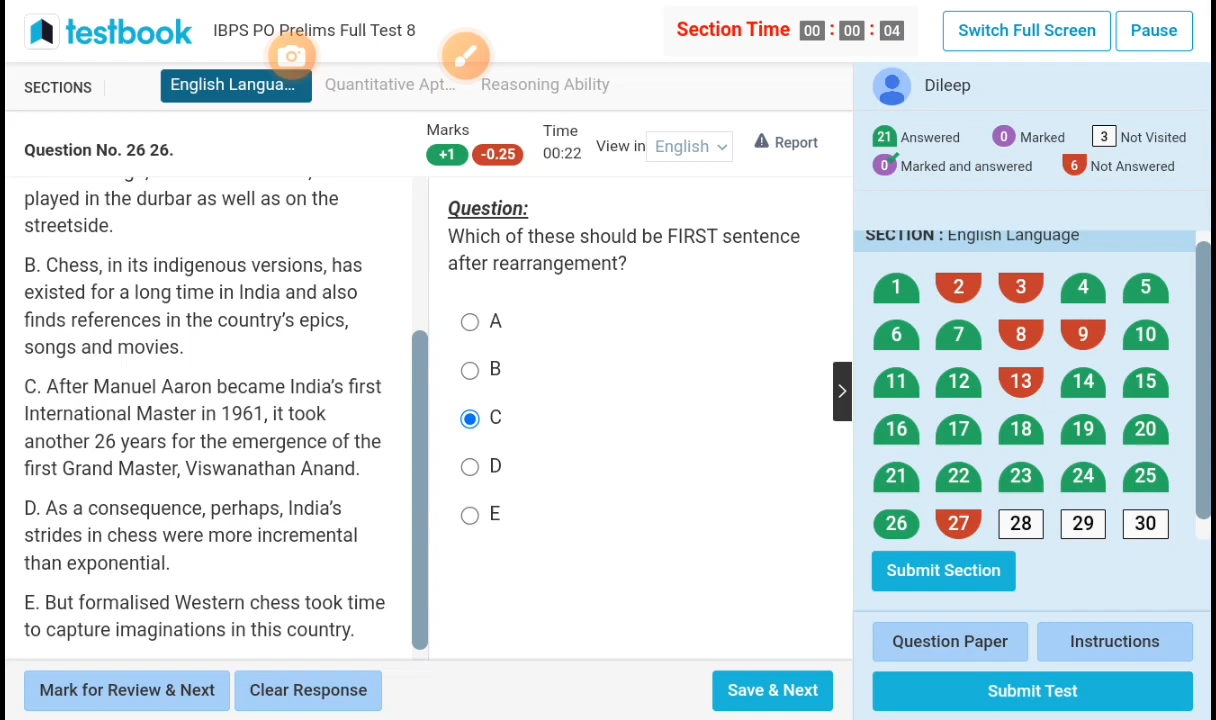 testbook
IBPS PO Prelims Full Test 8
Section Time 00 : 00 : 04
Switch Full Screen
Pause
SECTIONS
English Langua...
Quantitative Apt...
Reasoning Ability
Dileep
21 Answered
0 Marked
3 Not Visited
0 Marked and answered
6 Not Answered
Question No. 26 26.
Marks
+1 -0.25
Time
00:22
View in English
Report
played in the durbar as well as on the
streetside.
B. Chess, in its indigenous versions, has
existed for a long time in India and also
finds references in the country’s epics,
songs and movies.
C. After Manuel Aaron became India’s first
International Master in 1961, it took
another 26 years for the emergence of the
first Grand Master, Viswanathan Anand.
D. As a consequence, perhaps, India’s
strides in chess were more incremental
than exponential.
E. But formalised Western chess took time
to capture imaginations in this country.
Question:
Which of these should be FIRST sentence
after rearrangement?
A
B
C
D
E
SECTION : English Language
1 2 3 4 5
6 7 8 9 10
11 12 13 14 15
16 17 18 19 20
21 22 23 24 25
26 27 28 29 30
Submit Section
Question Paper
Instructions
Mark for Review & Next
Clear Response
Save & Next
Submit Test